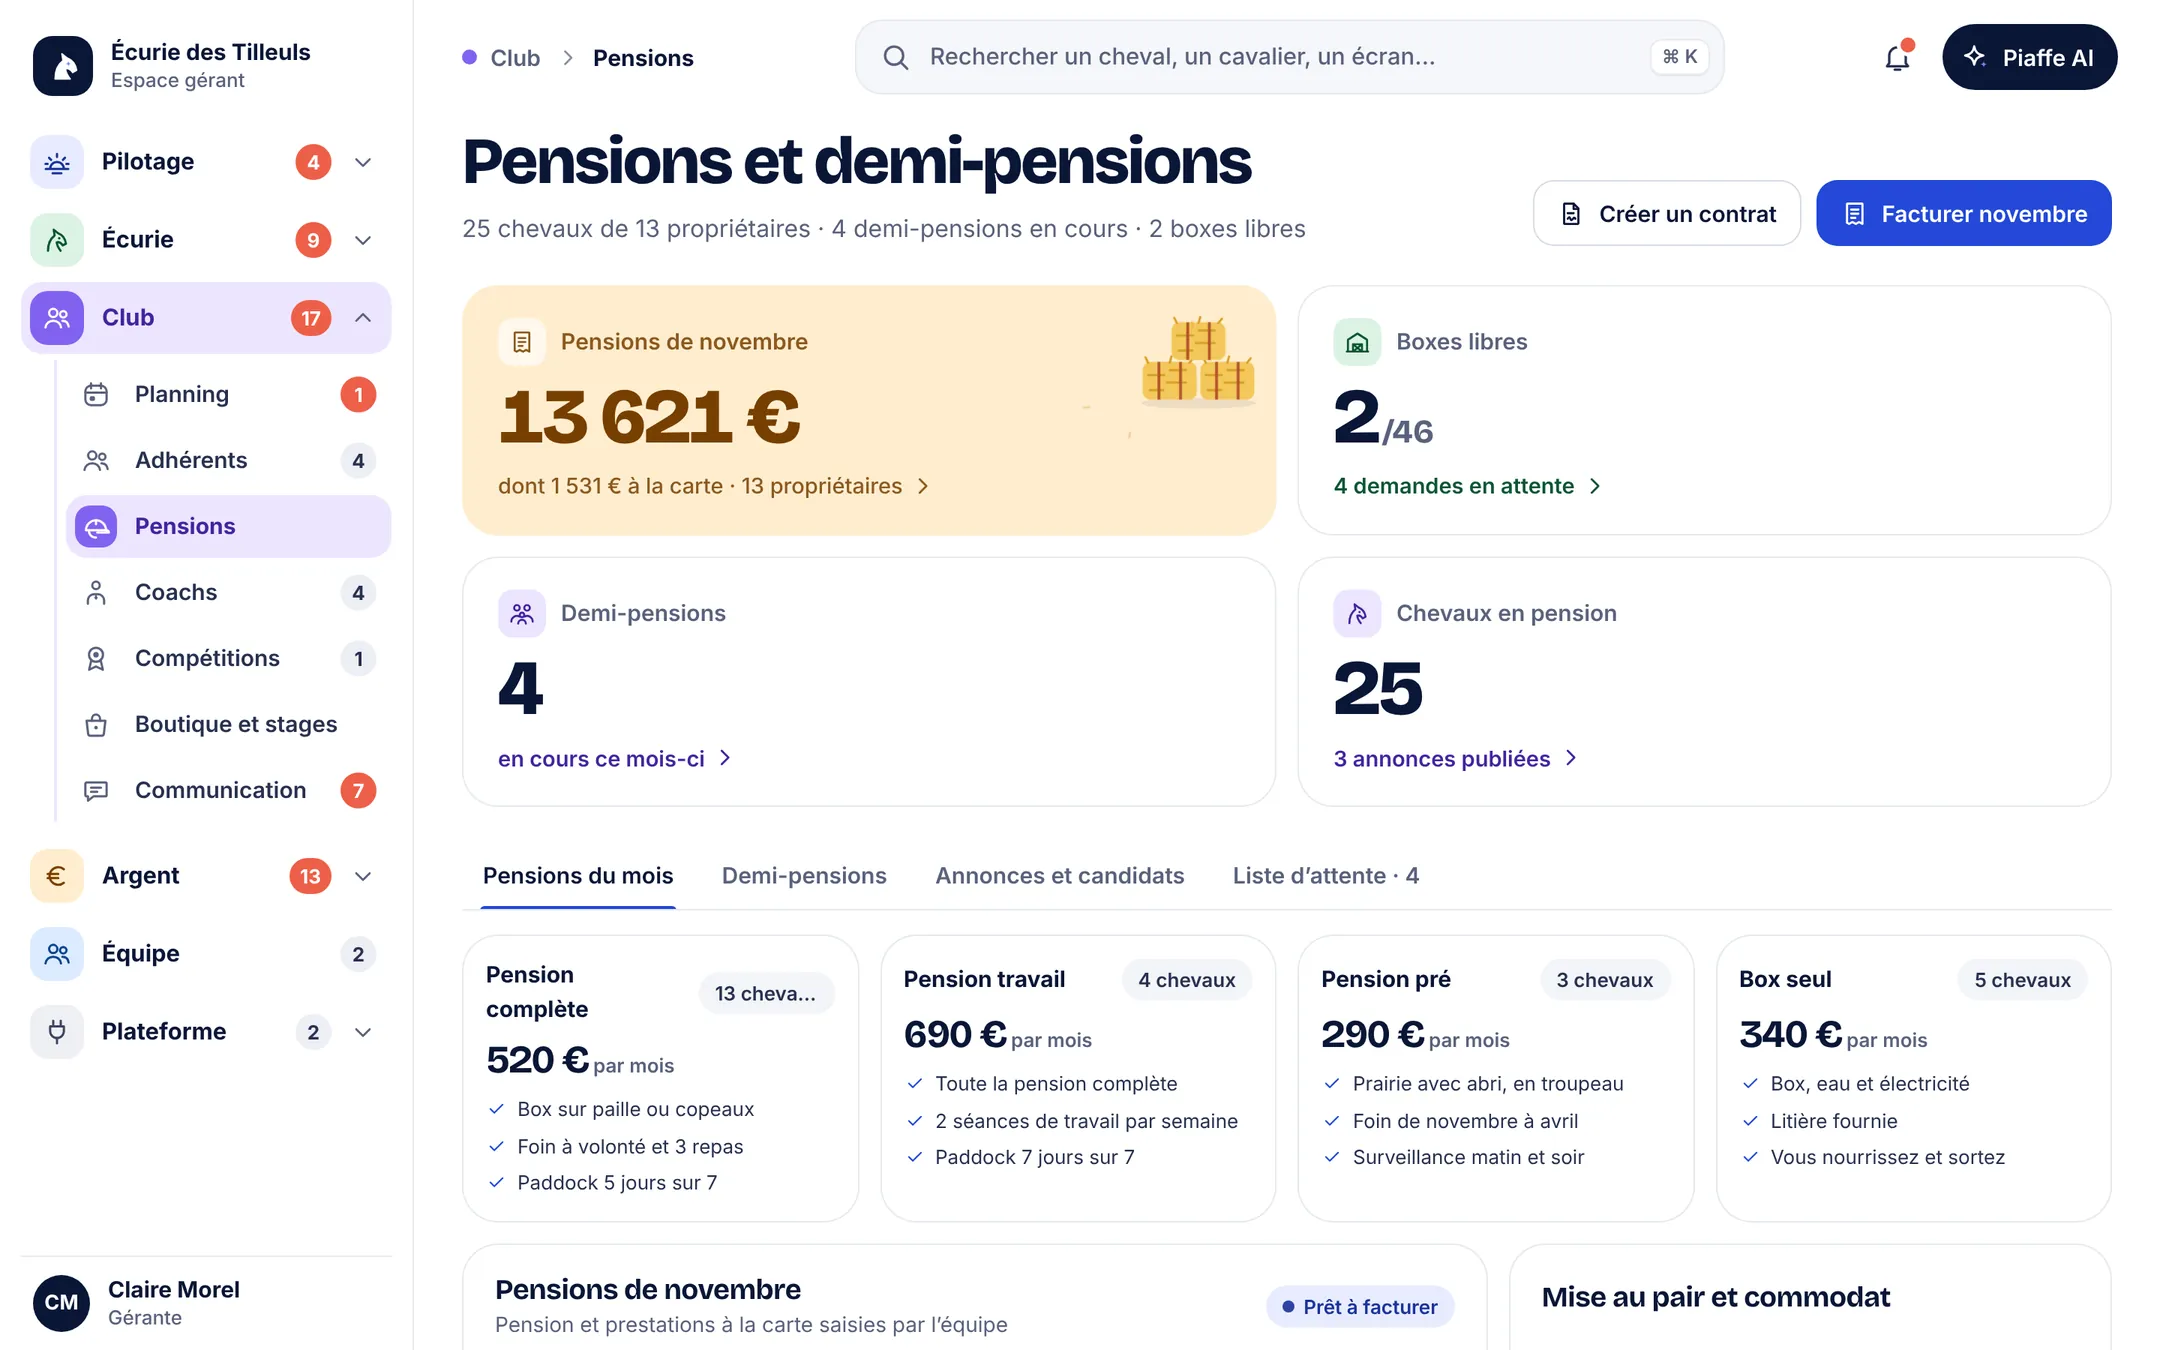 Écurie des Tilleuls
Espace gérant
Pilotage
4
Écurie
9
Club
17
Planning
1
Adhérents
4
Pensions
Coachs
4
Compétitions
1
Boutique et stages
Communication
7
Argent
13
Équipe
2
Plateforme
2
CM
Claire Morel
Gérante
Club > Pensions
Rechercher un cheval, un cavalier, un écran...
⌘ K
Piaffe AI
Pensions et demi-pensions
25 chevaux de 13 propriétaires · 4 demi-pensions en cours · 2 boxes libres
Créer un contrat
Facturer novembre
Pensions de novembre
13 621 €
dont 1 531 € à la carte · 13 propriétaires
Boxes libres
2/46
4 demandes en attente
Demi-pensions
4
en cours ce mois-ci
Chevaux en pension
25
3 annonces publiées
Pensions du mois
Demi-pensions
Annonces et candidats
Liste d’attente · 4
Pension
complète
13 cheva...
520 € par mois
Box sur paille ou copeaux
Foin à volonté et 3 repas
Paddock 5 jours sur 7
Pension travail
4 chevaux
690 € par mois
Toute la pension complète
2 séances de travail par semaine
Paddock 7 jours sur 7
Pension pré
3 chevaux
290 € par mois
Prairie avec abri, en troupeau
Foin de novembre à avril
Surveillance matin et soir
Box seul
5 chevaux
340 € par mois
Box, eau et électricité
Litière fournie
Vous nourrissez et sortez
Pensions de novembre
Pension et prestations à la carte saisies par l’équipe
Prêt à facturer
Mise au pair et commodat